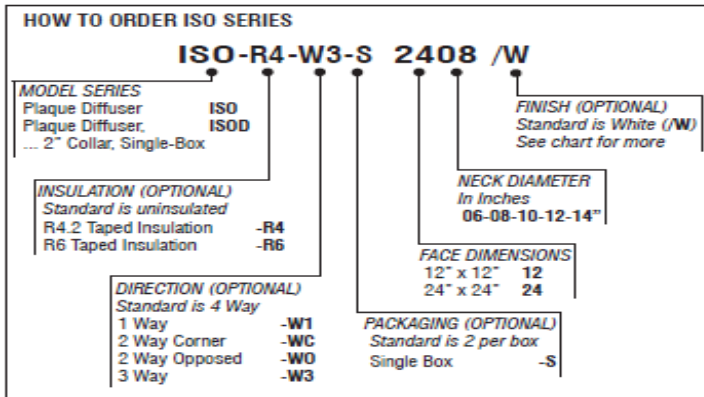 HOW TO ORDER ISO SERIES
ISO-R4-W3-S 2408 /W
MODEL SERIES
Plaque Diffuser ISO
Plaque Diffuser, ISOD
... 2" Collar, Single-Box
FINISH (OPTIONAL)
Standard is White (/W)
See chart for more
INSULATION (OPTIONAL)
Standard is uninsulated
R4.2 Taped Insulation -R4
R6 Taped Insulation -R6
NECK DIAMETER
In Inches
06-08-10-12-14"
FACE DIMENSIONS
12" x 12" 12
24" x 24" 24
DIRECTION (OPTIONAL)
Standard is 4 Way
1 Way -W1
2 Way Corner -WC
2 Way Opposed -WO
3 Way -W3
PACKAGING (OPTIONAL)
Standard is 2 per box
Single Box -S